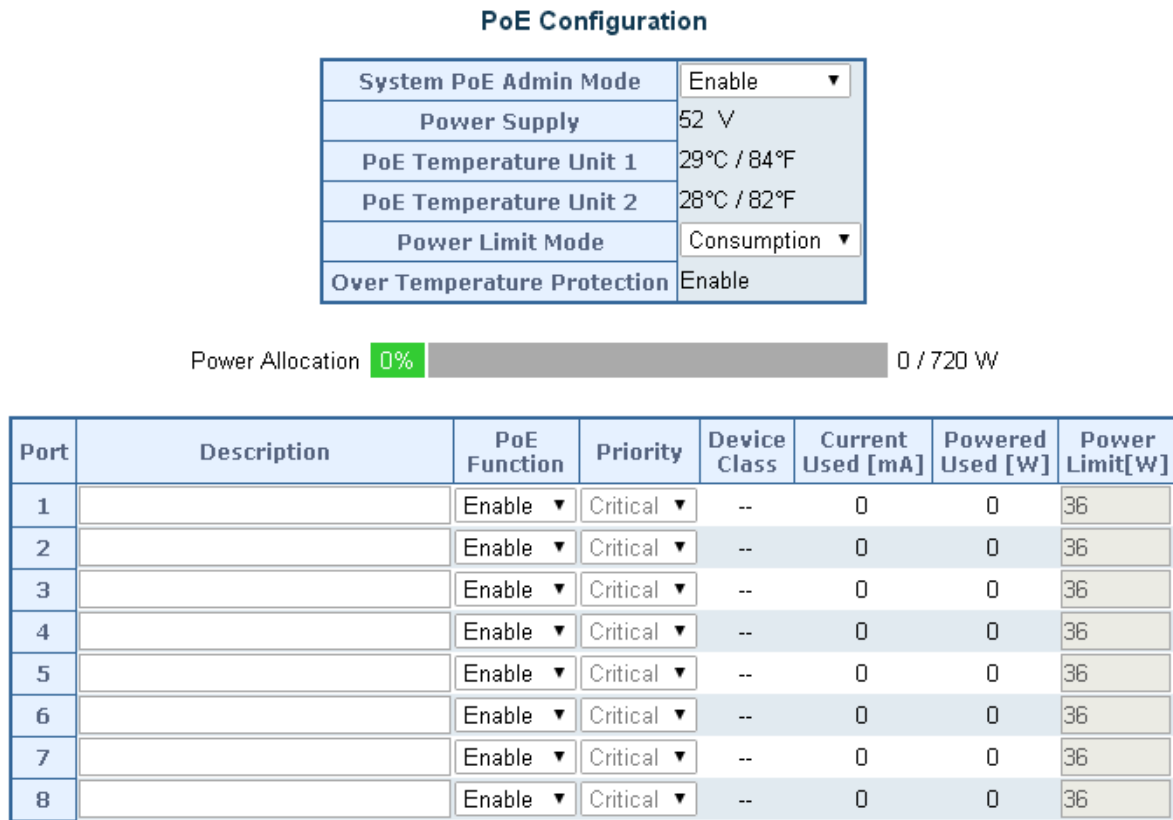 PoE Configuration
System PoE Admin Mode Enable ▼
Power Supply 52 V
PoE Temperature Unit 1 29°C / 84°F
PoE Temperature Unit 2 28°C / 82°F
Power Limit Mode Consumption ▼
Over Temperature Protection Enable
Power Allocation 0% 0 / 720 W
Port Description PoE Function Priority Device Class Current Used [mA] Powered Used [W] Power Limit[W]
1 Enable ▼ Critical ▼ -- 0 0 36
2 Enable ▼ Critical ▼ -- 0 0 36
3 Enable ▼ Critical ▼ -- 0 0 36
4 Enable ▼ Critical ▼ -- 0 0 36
5 Enable ▼ Critical ▼ -- 0 0 36
6 Enable ▼ Critical ▼ -- 0 0 36
7 Enable ▼ Critical ▼ -- 0 0 36
8 Enable ▼ Critical ▼ -- 0 0 36